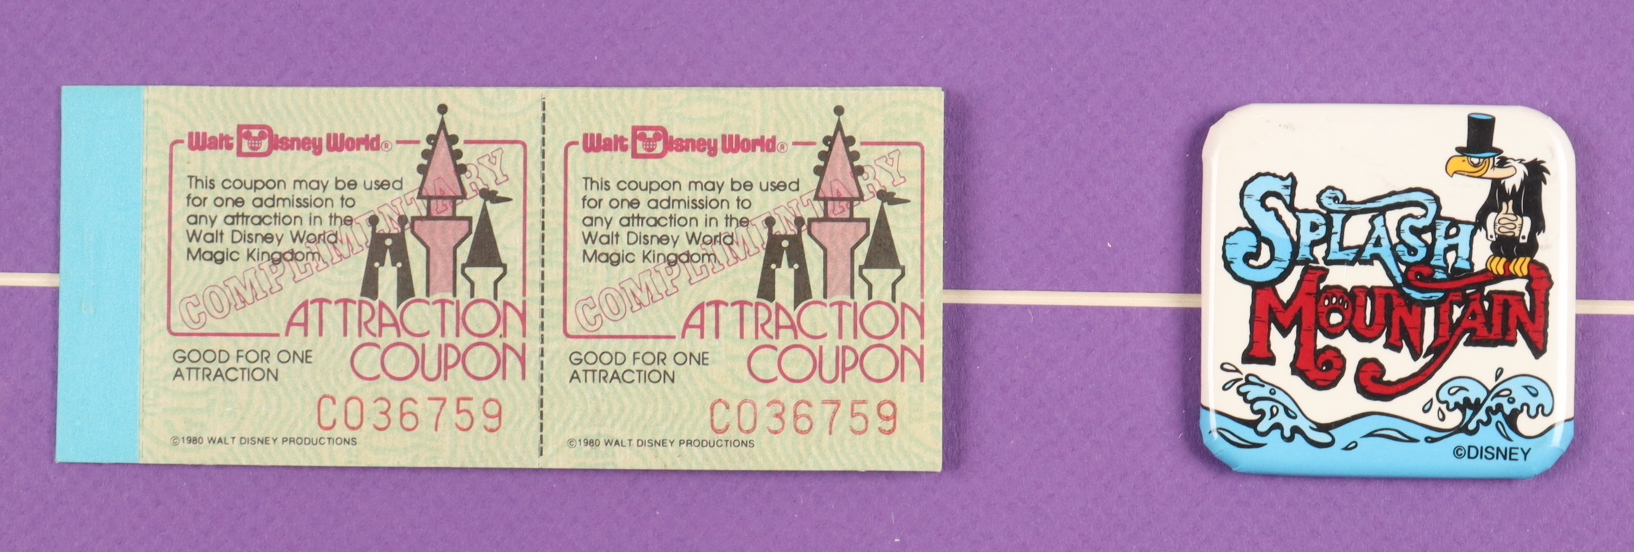 Walt Disney World®
This coupon may be used
for one admission to
any attraction in the
Walt Disney World
Magic Kingdom.
COMPLIMENTARY
ATTRACTION
COUPON
GOOD FOR ONE
ATTRACTION
C036759
©1980 WALT DISNEY PRODUCTIONS
Walt Disney World®
This coupon may be used
for one admission to
any attraction in the
Walt Disney World
Magic Kingdom.
COMPLIMENTARY
ATTRACTION
COUPON
GOOD FOR ONE
ATTRACTION
C036759
©1980 WALT DISNEY PRODUCTIONS
SPLASH
MOUNTAIN
©DISNEY